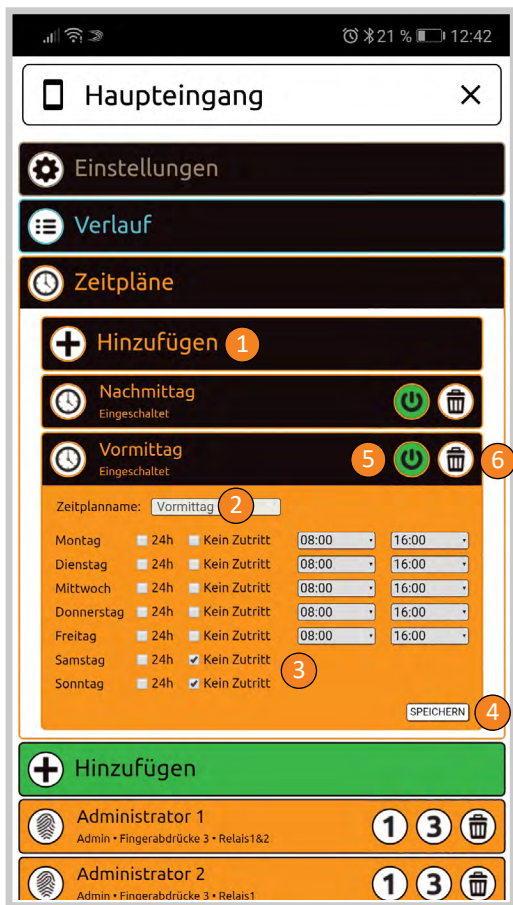 21 % 12:42
Haupteingang
Einstellungen
Verlauf
Zeitpläne
Hinzufügen 1
Nachmittag
Eingeschaltet
Vormittag
Eingeschaltet
5 6
Zeitplanname: Vormittag 2
Montag 24h Kein Zutritt 08:00 16:00
Dienstag 24h Kein Zutritt 08:00 16:00
Mittwoch 24h Kein Zutritt 08:00 16:00
Donnerstag 24h Kein Zutritt 08:00 16:00
Freitag 24h Kein Zutritt 08:00 16:00
Samstag 24h Kein Zutritt
3
Sonntag 24h Kein Zutritt
SPEICHERN 4
Hinzufügen
Administrator 1
Admin • Fingerabdrücke 3 • Relais1&2
1 3
Administrator 2
Admin • Fingerabdrücke 3 • Relais1
1 3